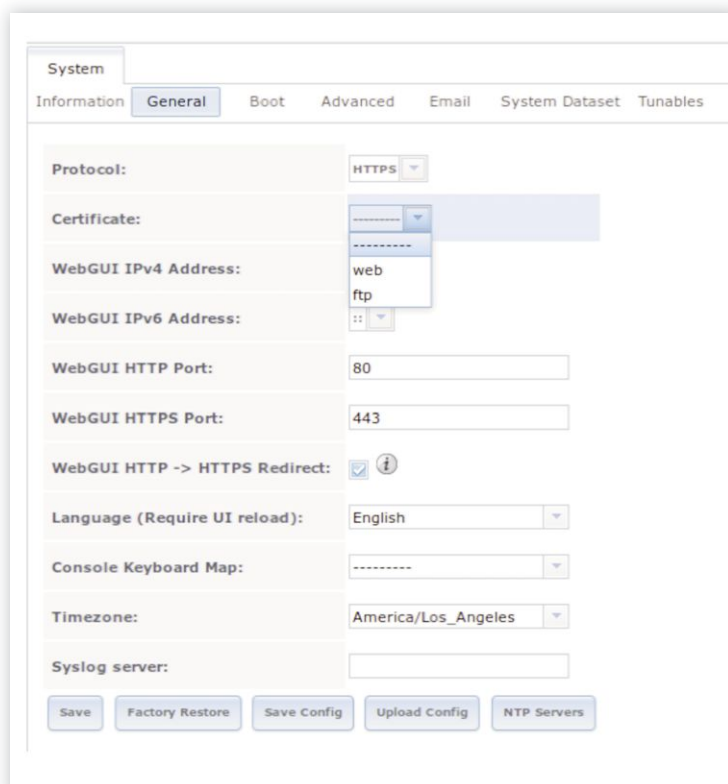 System
Information General Boot Advanced Email System Dataset Tunables
Protocol: HTTPS
Certificate: ---------
---------
web
ftp
WebGUI IPv4 Address:
WebGUI IPv6 Address: ::
WebGUI HTTP Port: 80
WebGUI HTTPS Port: 443
WebGUI HTTP -> HTTPS Redirect: i
Language (Require UI reload): English
Console Keyboard Map: ---------
Timezone: America/Los_Angeles
Syslog server:
Save Factory Restore Save Config Upload Config NTP Servers